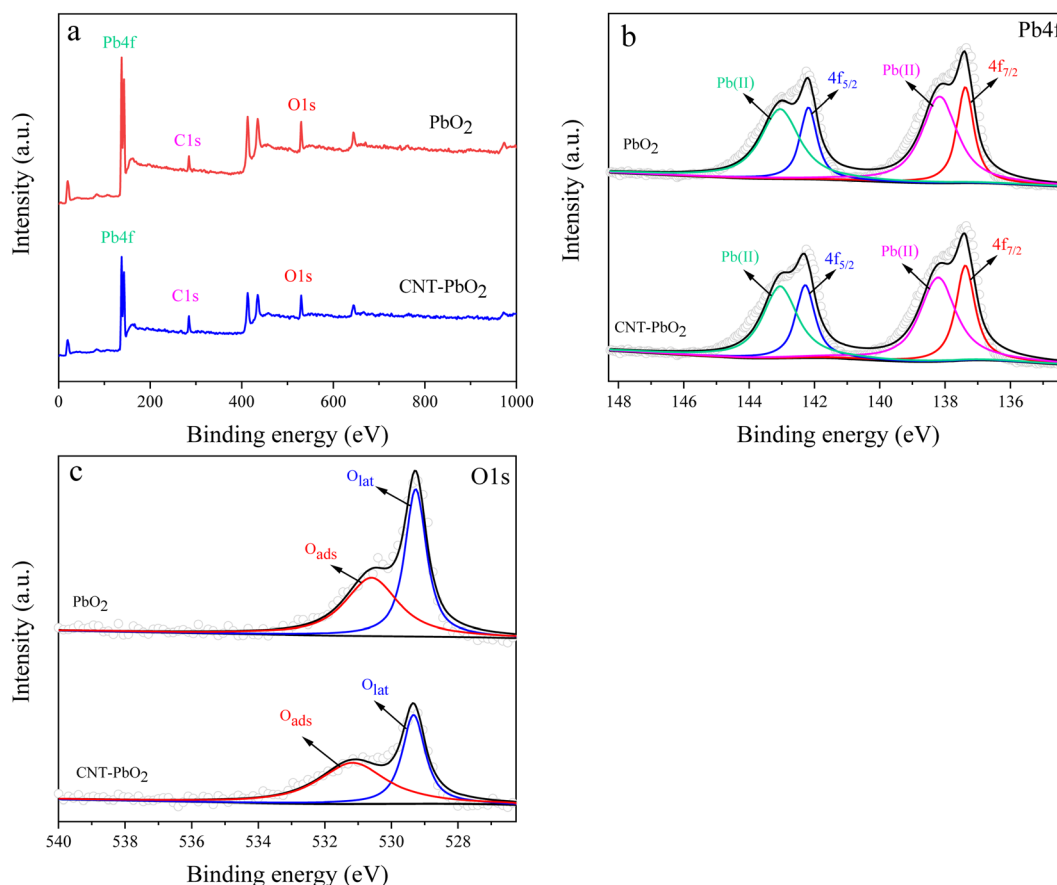 a
Pb4f
O1s
C1s
PbO₂
Pb4f
C1s
O1s
CNT-PbO₂
Intensity (a.u.)
0 200 400 600 800 1000
Binding energy (eV)
b
Pb4f
Pb(II)
4f₅/₂
Pb(II)
4f₇/₂
PbO₂
Pb(II)
4f₅/₂
Pb(II)
4f₇/₂
CNT-PbO₂
Intensity (a.u.)
148 146 144 142 140 138 136
Binding energy (eV)
c
O1s
Olat
Oads
PbO₂
Olat
Oads
CNT-PbO₂
Intensity (a.u.)
540 538 536 534 532 530 528
Binding energy (eV)